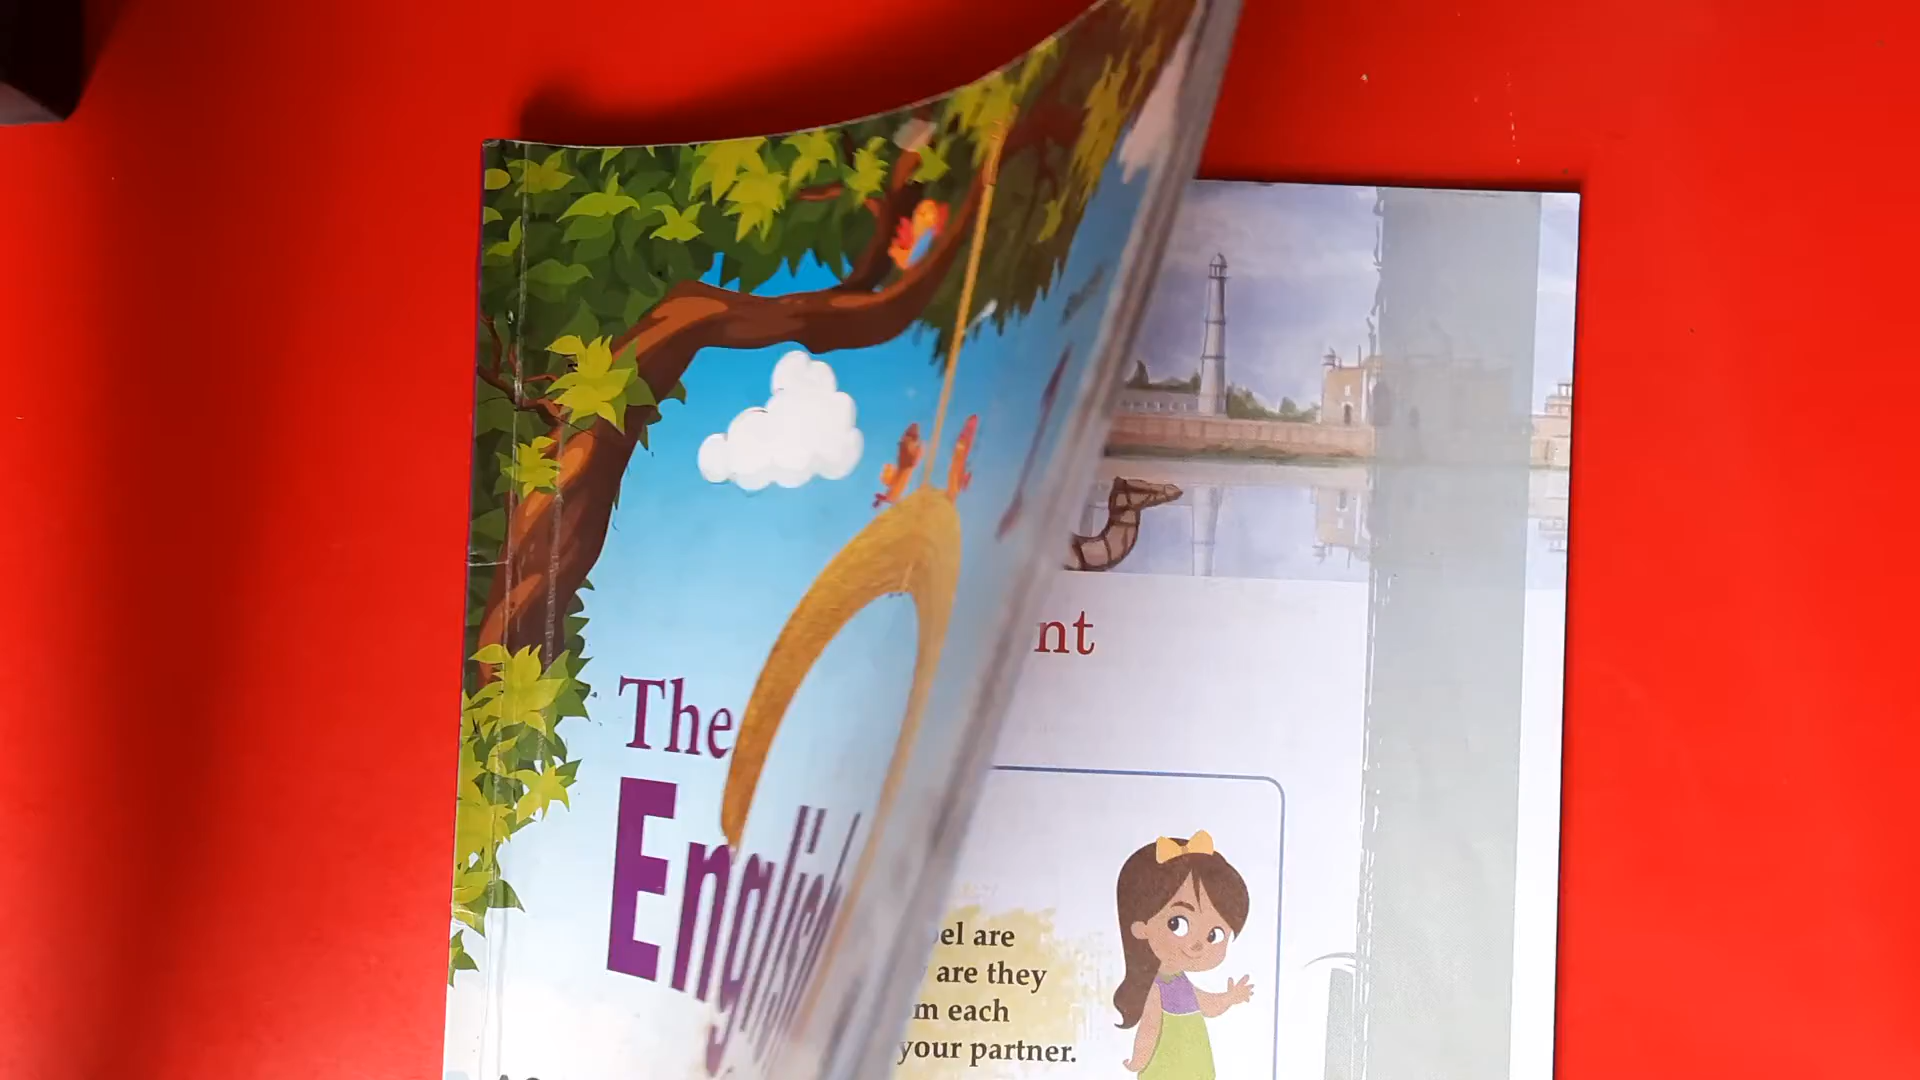 The
English
nt
el are
are they
m each
your partner.